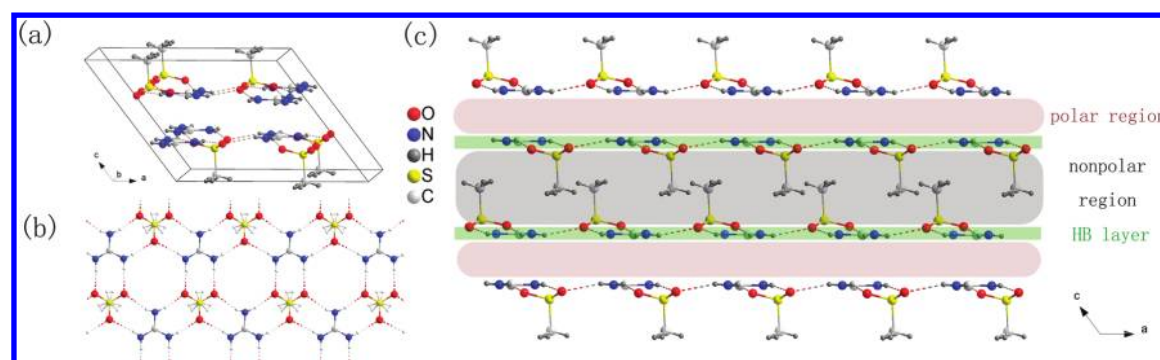 (a)
c
b
a
(b)
O
N
H
S
C
(c)
polar region
nonpolar
region
HB layer
c
a